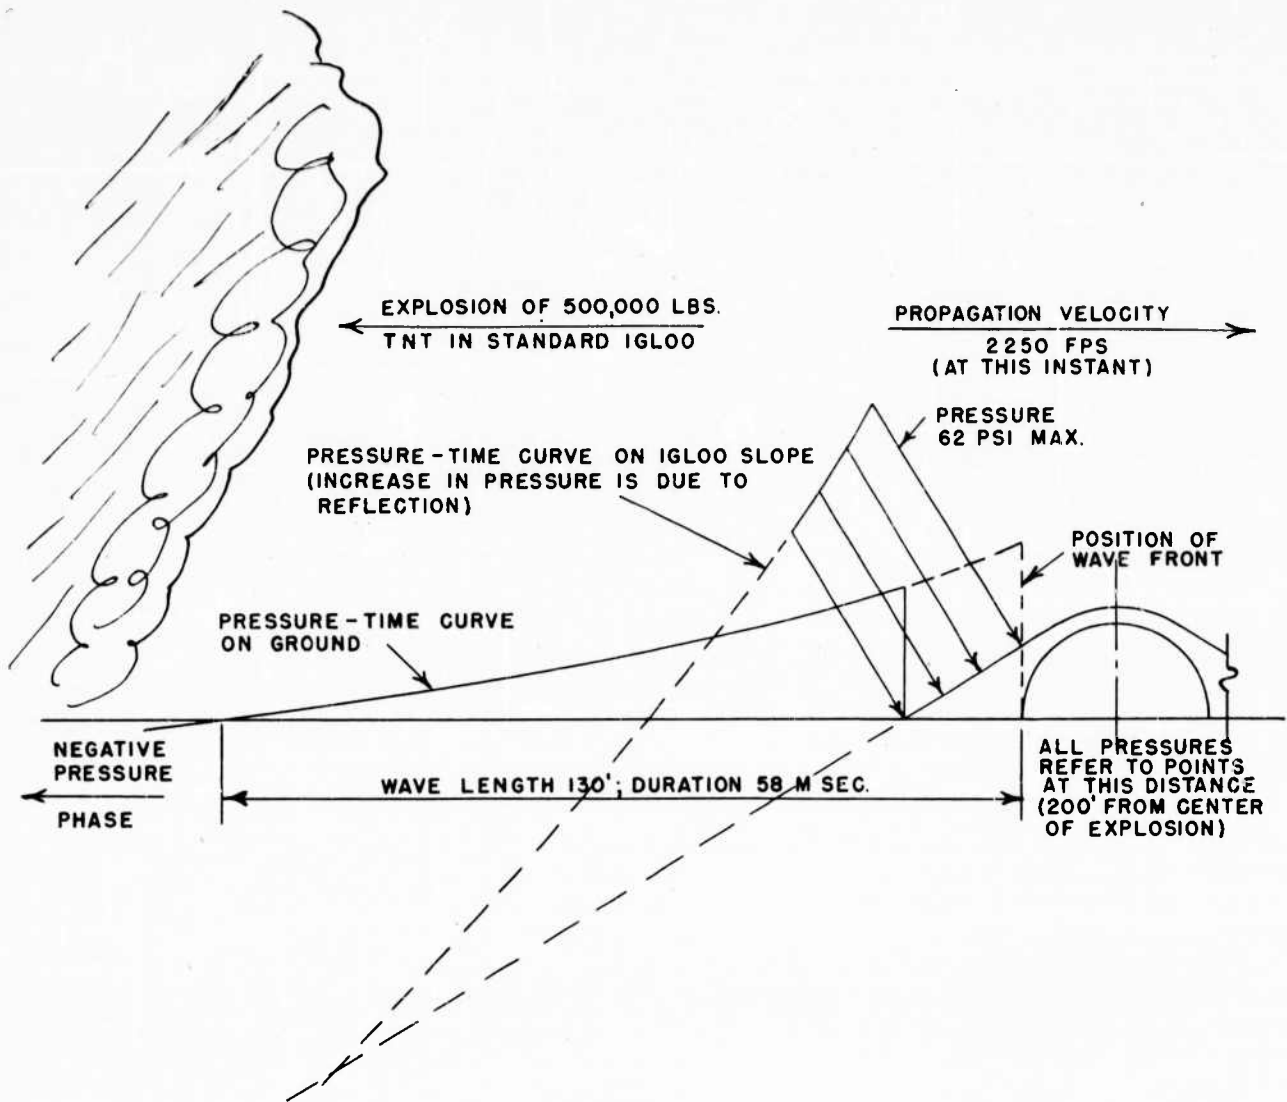 EXPLOSION OF 500,000 LBS.
TNT IN STANDARD IGLOO
PROPAGATION VELOCITY
2250 FPS
(AT THIS INSTANT)
PRESSURE
62 PSI MAX.
PRESSURE-TIME CURVE ON IGLOO SLOPE
(INCREASE IN PRESSURE IS DUE TO
REFLECTION)
POSITION OF
WAVE FRONT
PRESSURE-TIME CURVE
ON GROUND
NEGATIVE
PRESSURE
PHASE
WAVE LENGTH 130'; DURATION 58 M SEC.
ALL PRESSURES
REFER TO POINTS
AT THIS DISTANCE
(200' FROM CENTER
OF EXPLOSION)